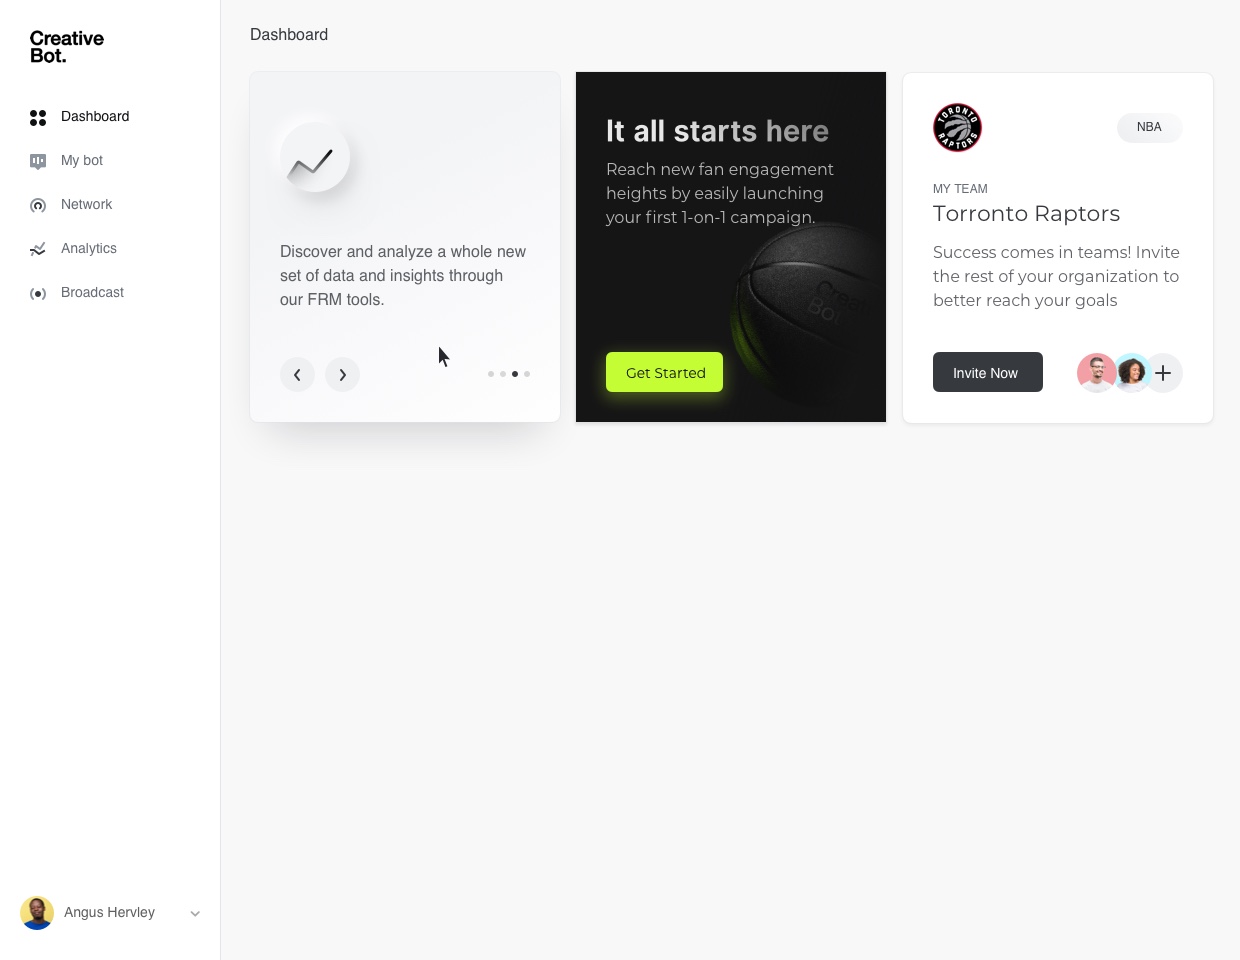 Creative
Bot.
Dashboard
My bot
Network
Analytics
Broadcast
Angus Hervley
Dashboard
Discover and analyze a whole new
set of data and insights through
our FRM tools.
It all starts here
Reach new fan engagement
heights by easily launching
your first 1-on-1 campaign.
Get Started
TORONTO
RAPTORS
NBA
MY TEAM
Torronto Raptors
Success comes in teams! Invite
the rest of your organization to
better reach your goals
Invite Now